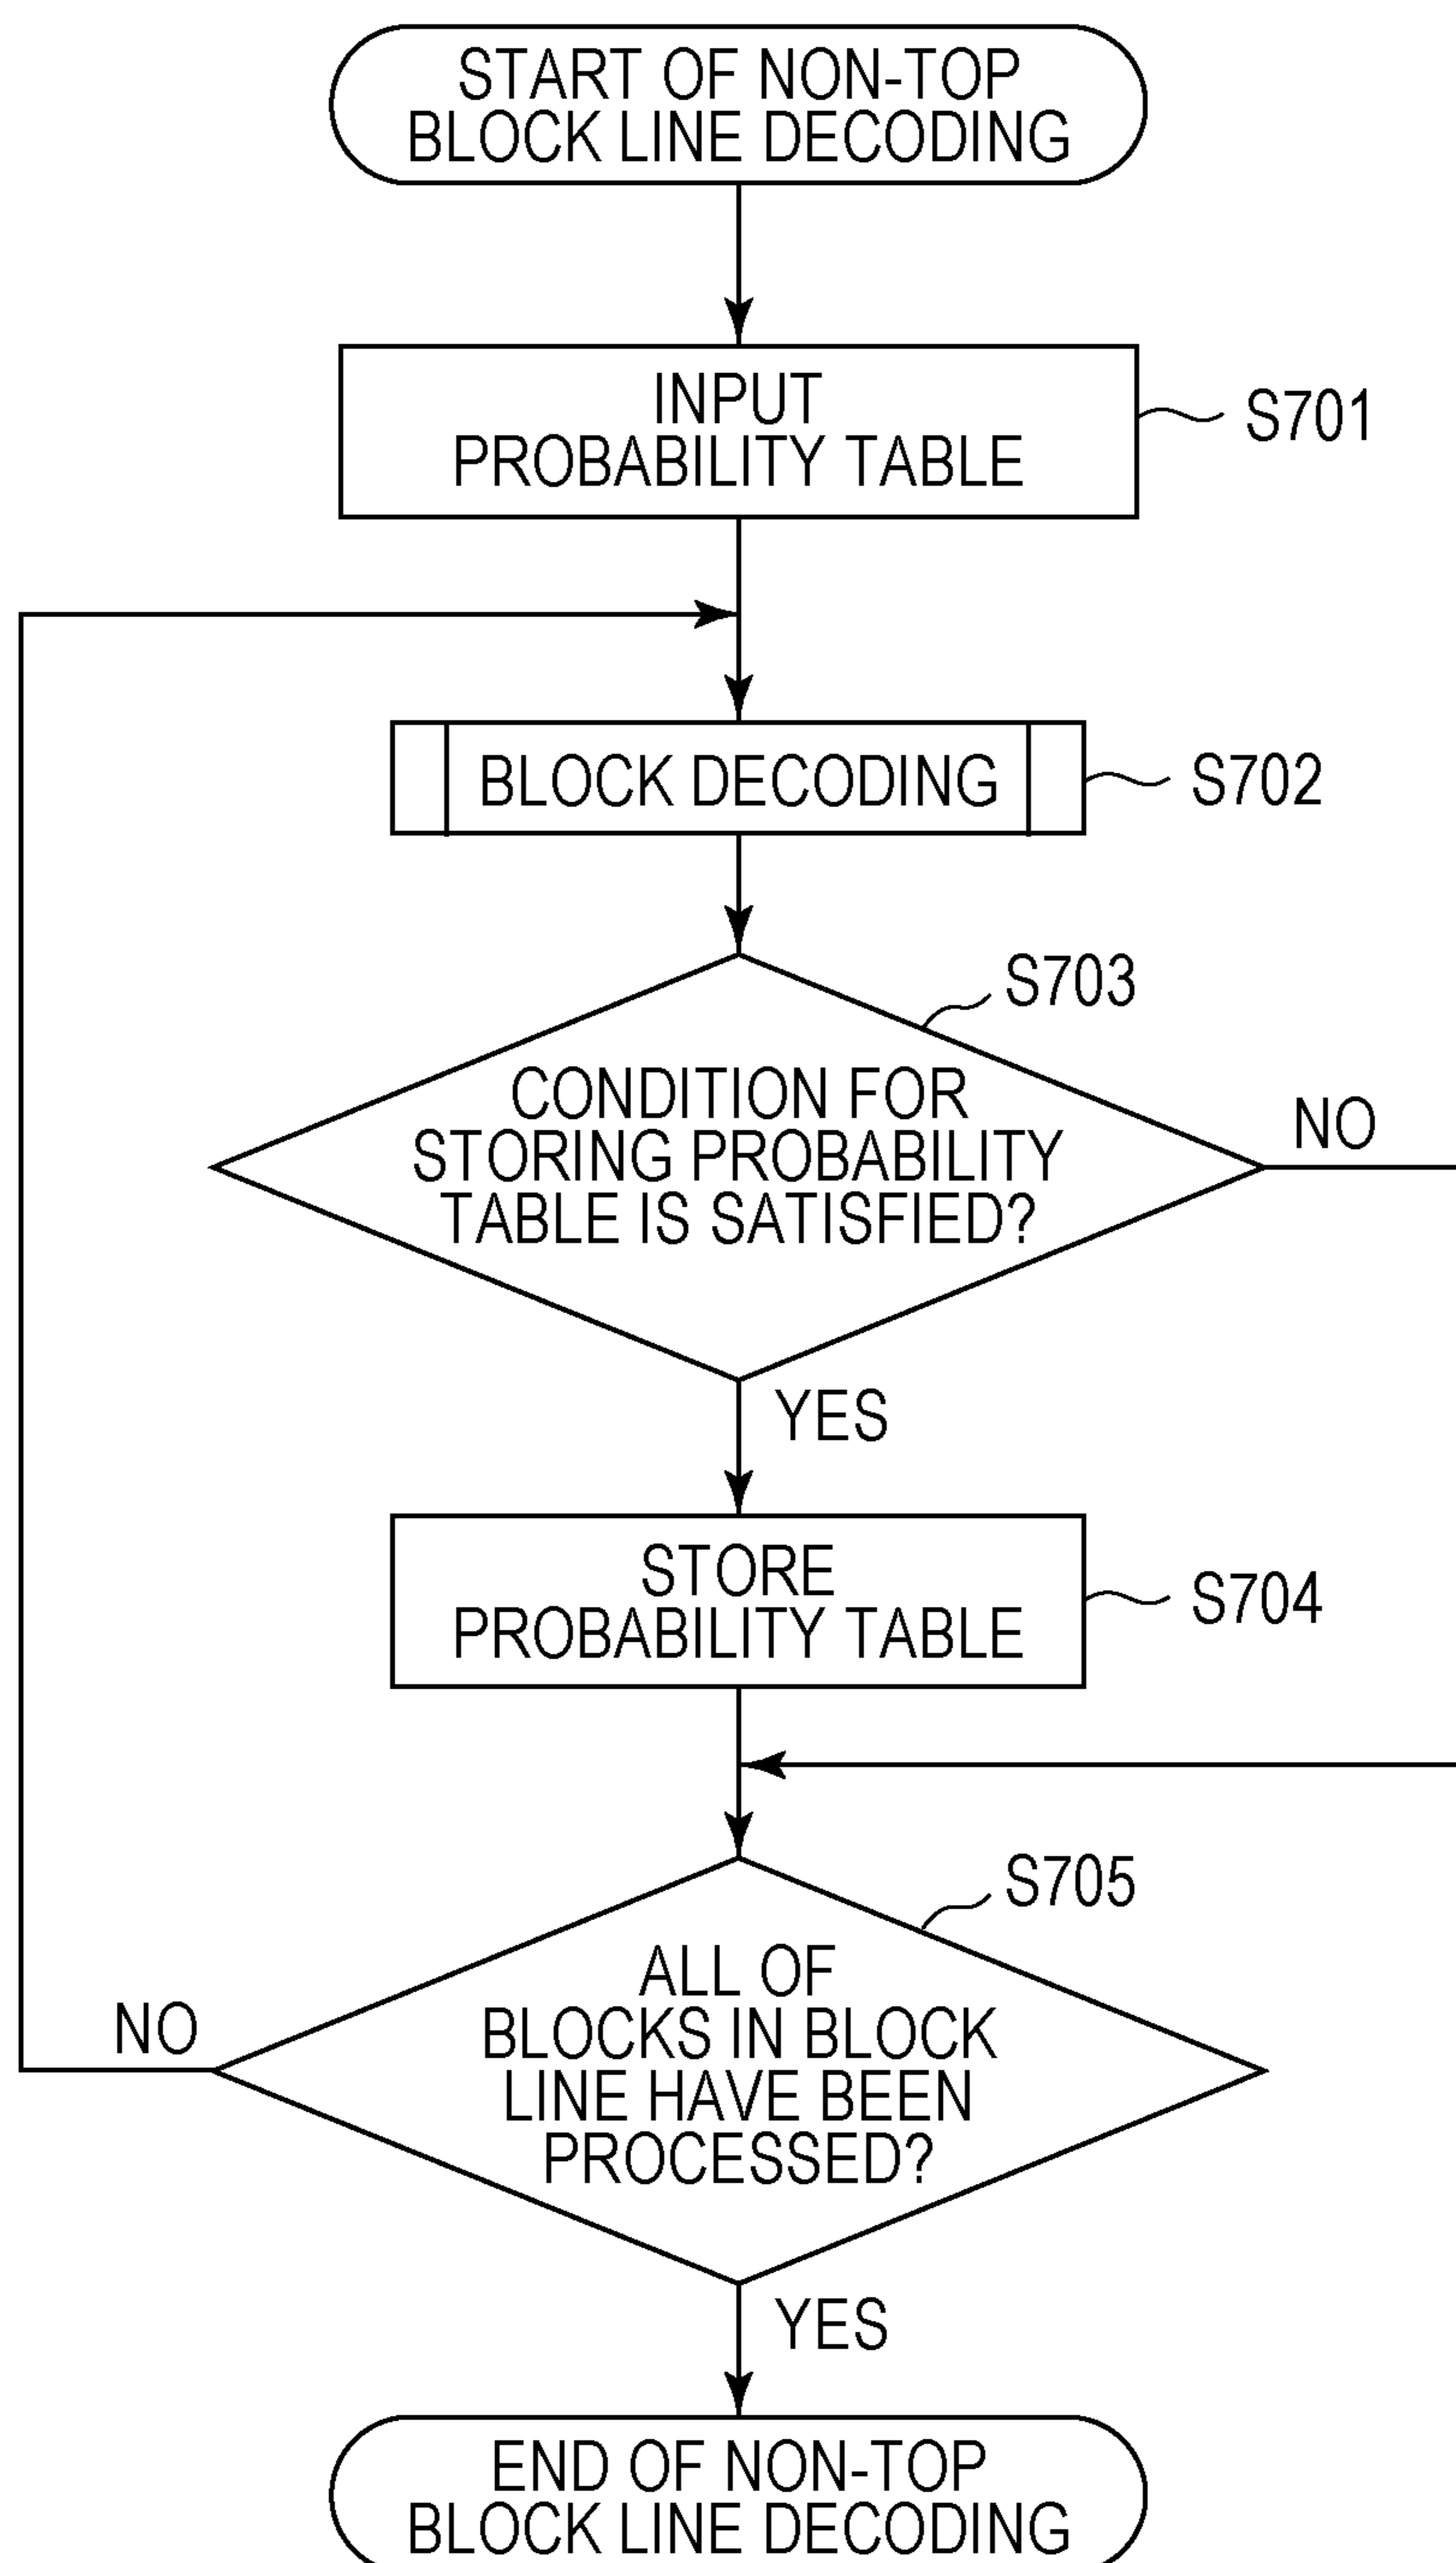 START OF NON-TOP
BLOCK LINE DECODING
INPUT
PROBABILITY TABLE
S701
BLOCK DECODING
S702
S703
CONDITION FOR
STORING PROBABILITY
TABLE IS SATISFIED?
NO
YES
STORE
PROBABILITY TABLE
S704
S705
ALL OF
BLOCKS IN BLOCK
LINE HAVE BEEN
PROCESSED?
NO
YES
END OF NON-TOP
BLOCK LINE DECODING